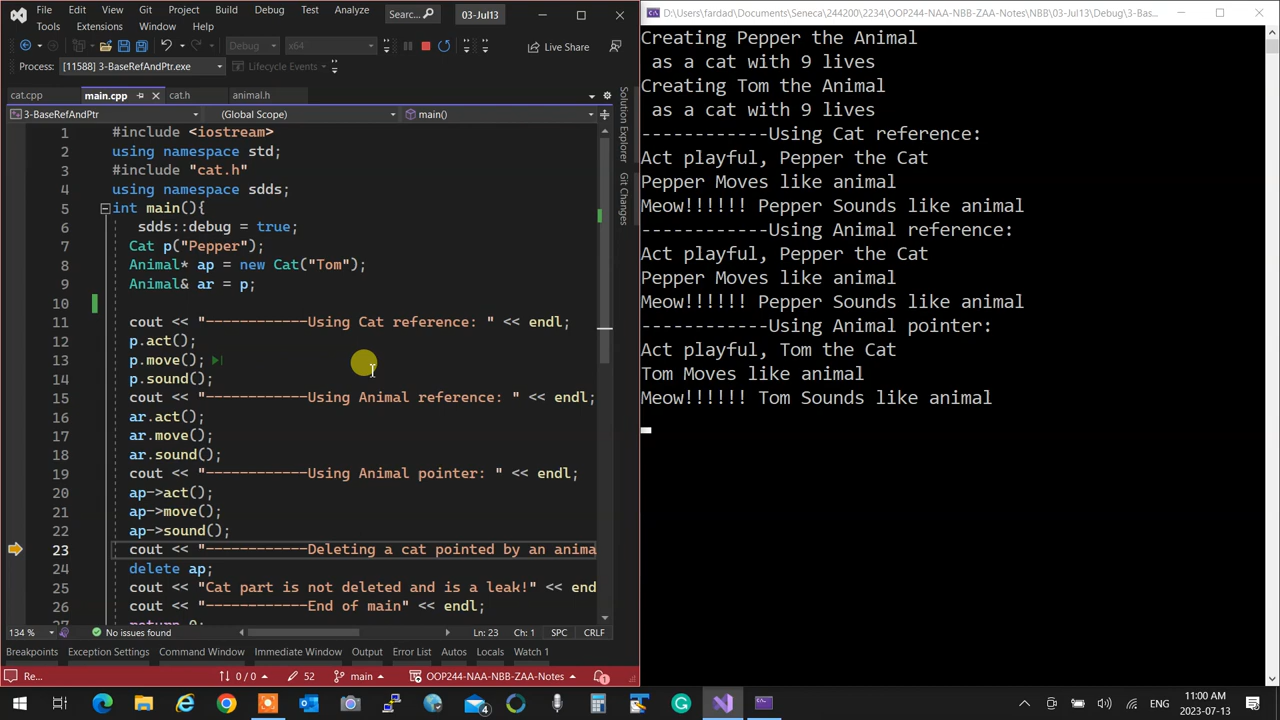 File Edit View Git Project Build Debug Test Analyze
Tools Extensions Window Help Searc... 03-Jul13
Debug x64 Live Share
Process: [11588] 3-BaseRefAndPtr.exe Lifecycle Events
cat.cpp main.cpp cat.h animal.h
3-BaseRefAndPtr (Global Scope) main()
1 #include <iostream>
2 using namespace std;
3 #include "cat.h"
4 using namespace sdds;
5 int main(){
6 sdds::debug = true;
7 Cat p("Pepper");
8 Animal* ap = new Cat("Tom");
9 Animal& ar = p;
10
11 cout << "------------Using Cat reference: " << endl;
12 p.act();
13 p.move();
14 p.sound();
15 cout << "------------Using Animal reference: " << endl;
16 ar.act();
17 ar.move();
18 ar.sound();
19 cout << "------------Using Animal pointer: " << endl;
20 ap->act();
21 ap->move();
22 ap->sound();
23 cout << "------------Deleting a cat pointed by an anima
24 delete ap;
25 cout << "Cat part is not deleted and is a leak!" << end
26 cout << "------------End of main" << endl;
134 % No issues found Ln: 23 Ch: 1 SPC CRLF
Breakpoints Exception Settings Command Window Immediate Window Output Error List Autos Locals Watch 1
Re... 0 / 0 52 main OOP244-NAA-NBB-ZAA-Notes 1
Solution Explorer
Git Changes
D:\Users\fardad\Documents\Seneca\244200\2234\OOP244-NAA-NBB-ZAA-Notes\NBB\03-Jul13\Debug\3-Bas...
Creating Pepper the Animal
as a cat with 9 lives
Creating Tom the Animal
as a cat with 9 lives
------------Using Cat reference:
Act playful, Pepper the Cat
Pepper Moves like animal
Meow!!!!!! Pepper Sounds like animal
------------Using Animal reference:
Act playful, Pepper the Cat
Pepper Moves like animal
Meow!!!!!! Pepper Sounds like animal
------------Using Animal pointer:
Act playful, Tom the Cat
Tom Moves like animal
Meow!!!!!! Tom Sounds like animal
4 ENG 11:00 AM
2023-07-13